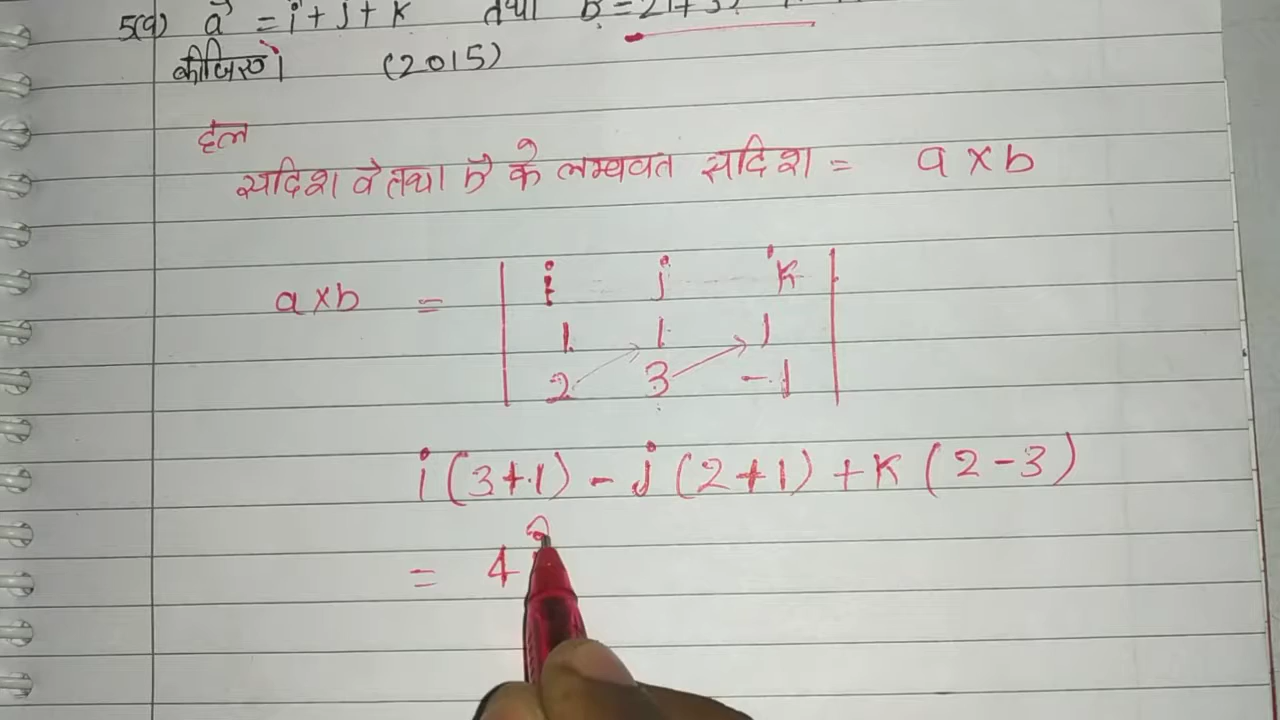 5(9) a⃗ = i + j + k तथा b = 2i + 3j
कीजिए। (2015)
हल
सदिश वे तथा b⃗ के लम्बवत सदिश = a x b
a x b = | i j k |
| 1 1 1 |
| 2 3 -1 |
i (3+1) - j (2+1) + k (2-3)
= 4